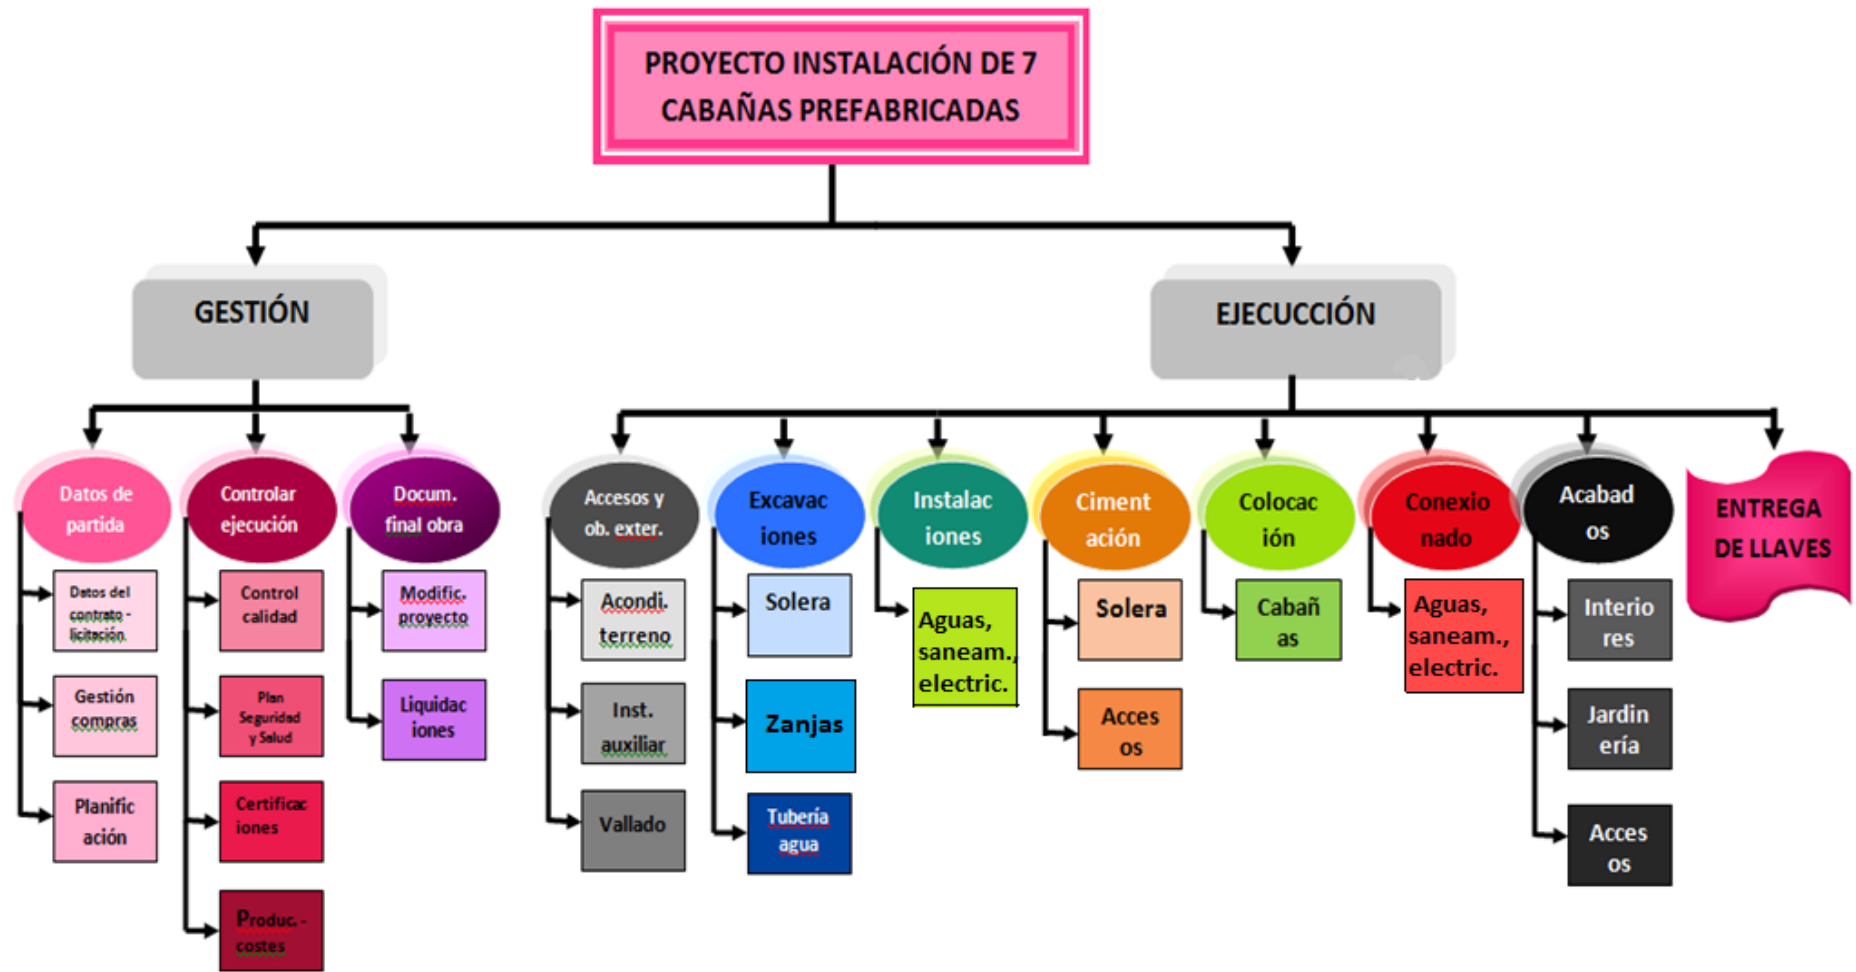 PROYECTO INSTALACIÓN DE 7
CABAÑAS PREFABRICADAS
GESTIÓN
EJECUCCIÓN
Datos de
partida
Controlar
ejecución
Docum.
final obra
Accesos y
ob. exter.
Excavac
iones
Instalac
iones
Ciment
ación
Colocac
ión
Conexio
nado
Acabad
os
ENTREGA
DE LLAVES
Datos del
contrato -
licitación.
Gestión
compras
Planific
ación
Control
calidad
Plan
Seguridad
y Salud
Certificac
iones
Produc. -
costes
Modific.
proyecto
Liquidac
iones
Acondi.
terreno
Inst.
auxiliar
Vallado
Solera
Zanjas
Tubería
agua
Aguas,
saneam.,
electric.
Solera
Acces
os
Cabañ
as
Aguas,
saneam.,
electric.
Interio
res
Jardin
ería
Acces
os